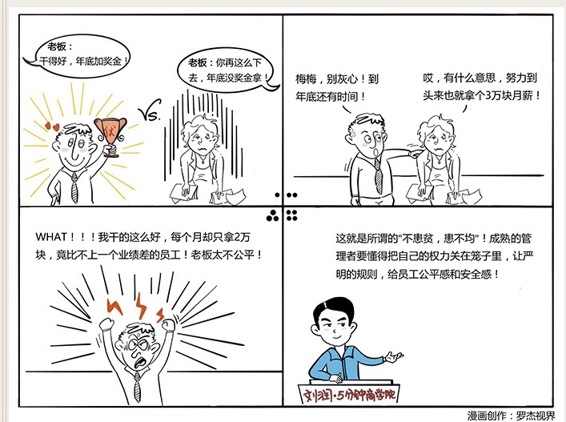 老板：
干得好，年底加奖金！
老板：你再这么下
去，年底没奖金拿！
VS.
梅梅，别灰心！到
年底还有时间！
哎，有什么意思，努力到
头来也就拿个3万块月薪！
WHAT！！！我干的这么好，每个月却只拿2万
块，竟比不上一个业绩差的员工！老板太不公平！
这就是所谓的"不患贫，患不均"！成熟的管
理者要懂得把自己的权力关在笼子里，让严
明的规则，给员工公平感和安全感！
刘润·5分钟商学院
漫画创作：罗杰视界